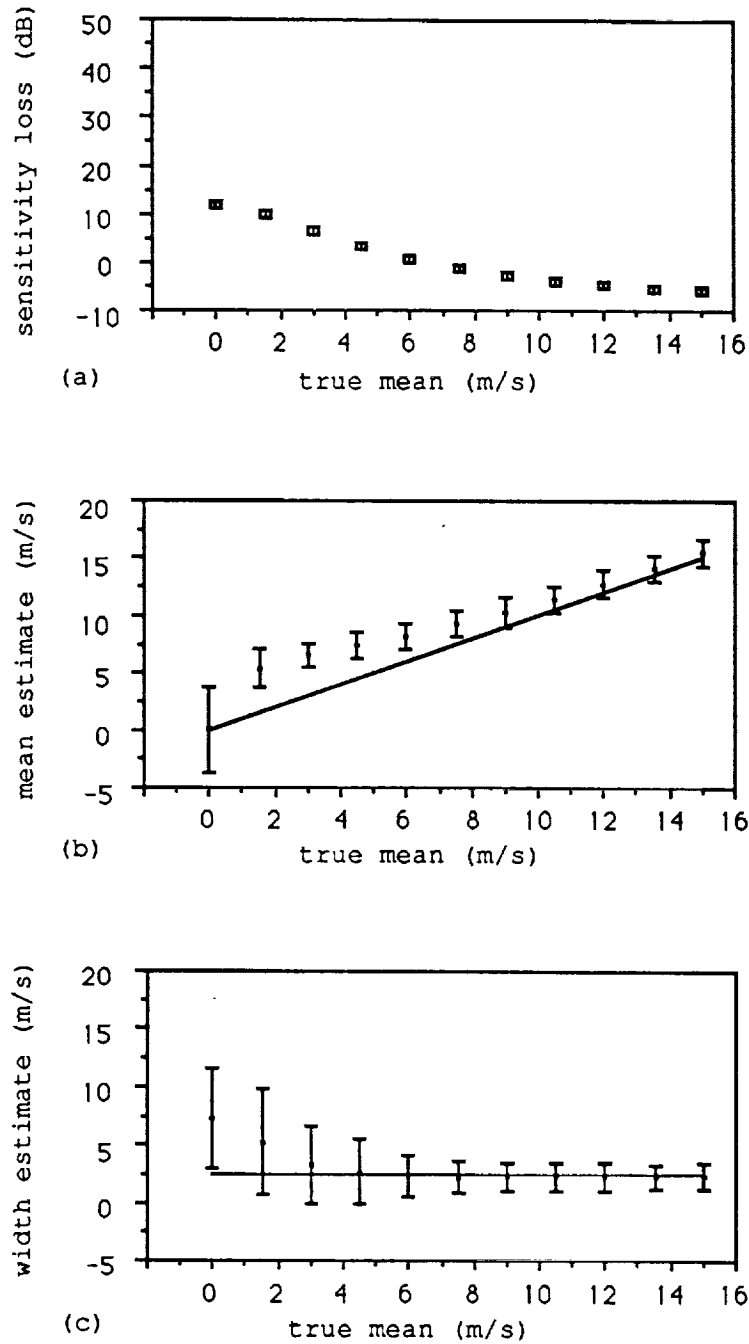 sensitivity loss (dB)
50
40
30
20
10
0
-10
0 2 4 6 8 10 12 14 16
true mean (m/s)
(a)
mean estimate (m/s)
20
15
10
5
0
-5
0 2 4 6 8 10 12 14 16
true mean (m/s)
(b)
width estimate (m/s)
20
15
10
5
0
-5
0 2 4 6 8 10 12 14 16
true mean (m/s)
(c)